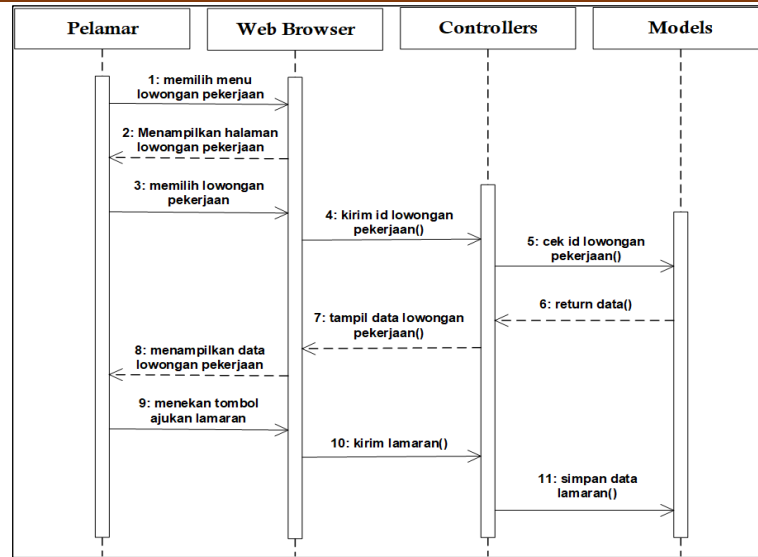 Pelamar
Web Browser
Controllers
Models
1: memilih menu
lowongan pekerjaan
2: Menampilkan halaman
lowongan pekerjaan
3: memilih lowongan
pekerjaan
4: kirim id lowongan
pekerjaan()
5: cek id lowongan
pekerjaan()
6: return data()
7: tampil data lowongan
pekerjaan()
8: menampilkan data
lowongan pekerjaan
9: menekan tombol
ajukan lamaran
10: kirim lamaran()
11: simpan data
lamaran()